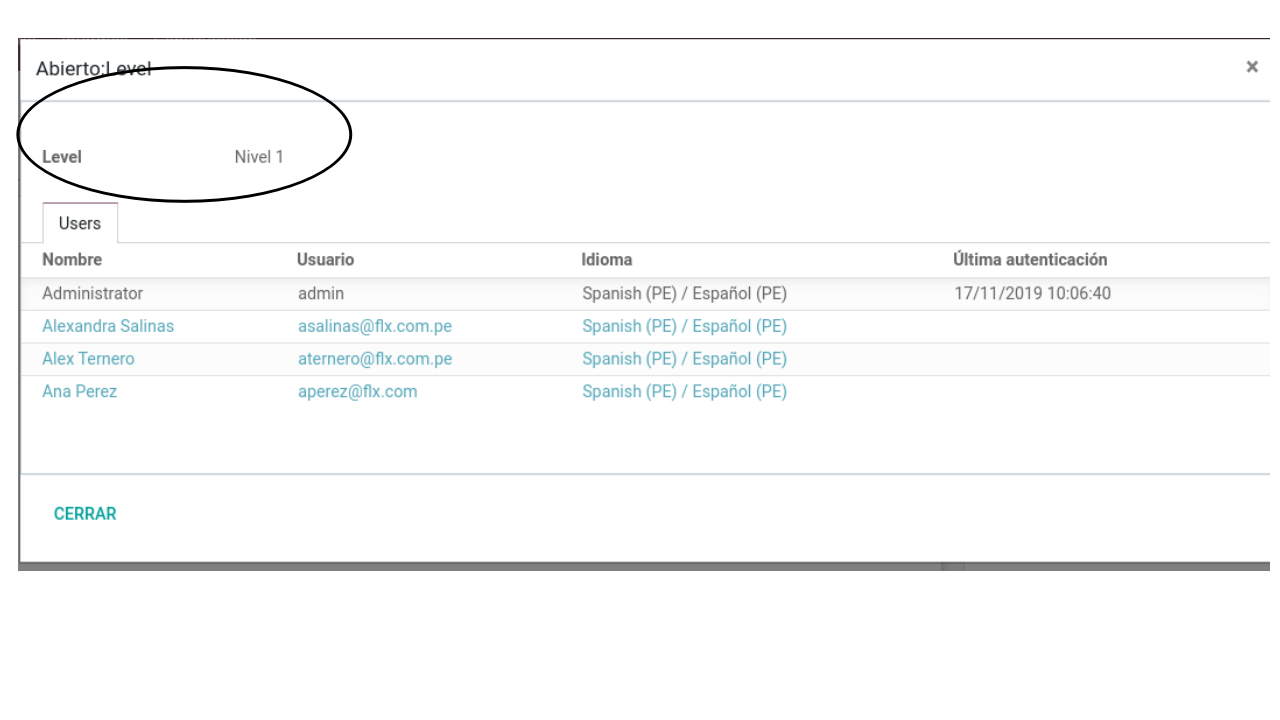 Abierto:Level ×
Level Nivel 1
Users
Nombre Usuario Idioma Última autenticación
Administrator admin Spanish (PE) / Español (PE) 17/11/2019 10:06:40
Alexandra Salinas asalinas@flx.com.pe Spanish (PE) / Español (PE)
Alex Ternero aternero@flx.com.pe Spanish (PE) / Español (PE)
Ana Perez aperez@flx.com Spanish (PE) / Español (PE)
CERRAR